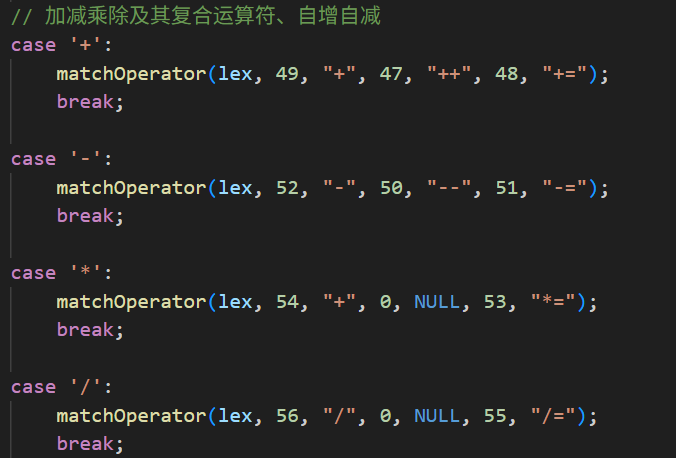 // 加减乘除及其复合运算符、自增自减
case '+':
    matchOperator(lex, 49, "+", 47, "++", 48, "+=");
    break;

case '-':
    matchOperator(lex, 52, "-", 50, "--", 51, "-=");
    break;

case '*':
    matchOperator(lex, 54, "+", 0, NULL, 53, "*=");
    break;

case '/':
    matchOperator(lex, 56, "/", 0, NULL, 55, "/=");
    break;